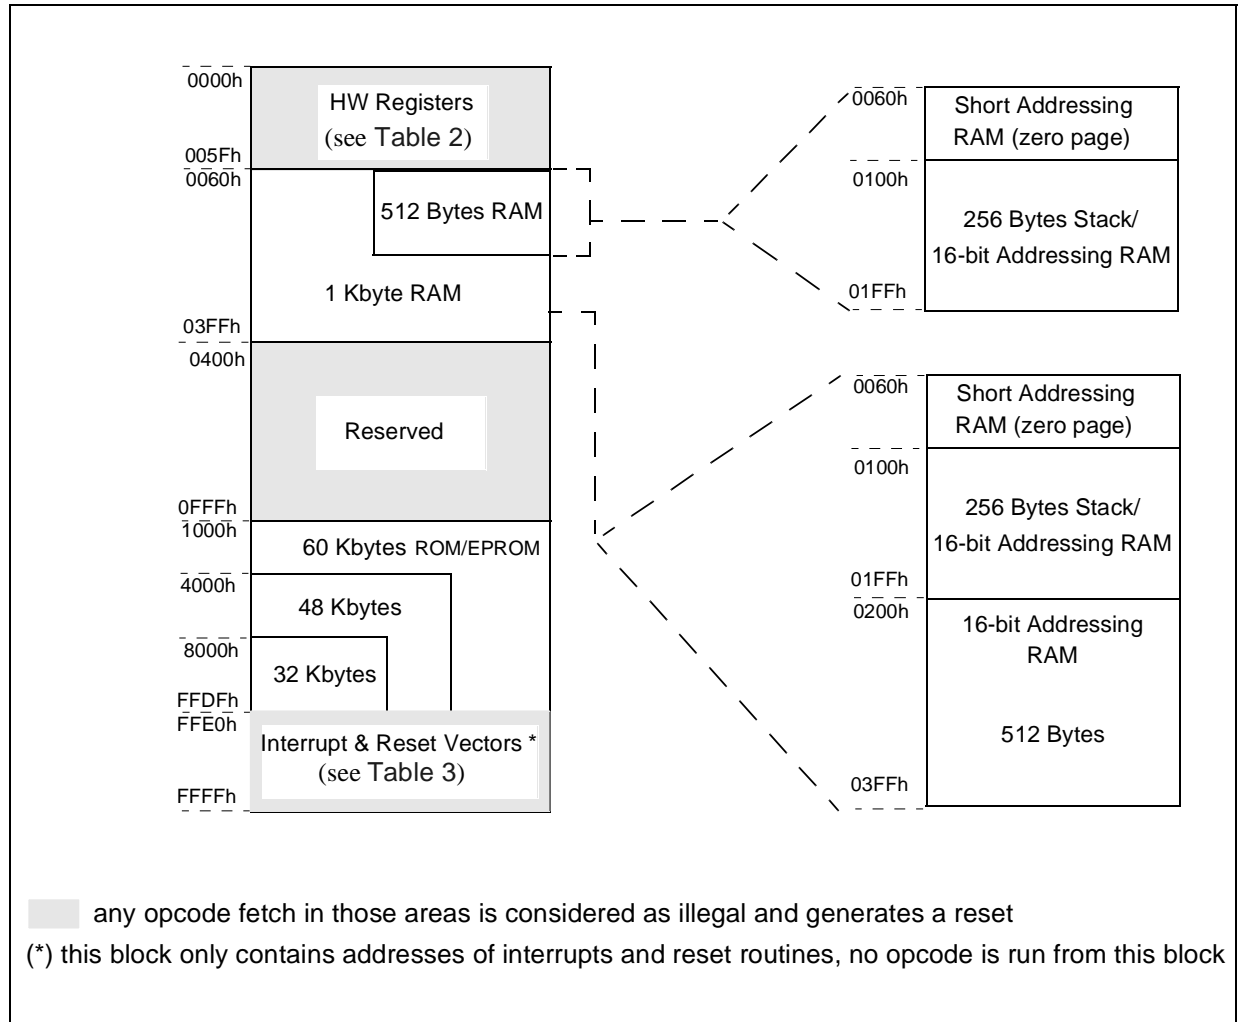 0000h
HW Registers
(see Table 2)
005Fh
0060h
512 Bytes RAM
1 Kbyte RAM
03FFh
0400h
Reserved
0FFFh
1000h
60 Kbytes ROM/EPROM
4000h
48 Kbytes
8000h
32 Kbytes
FFDFh
FFE0h
Interrupt & Reset Vectors *
(see Table 3)
FFFFh
0060h
Short Addressing
RAM (zero page)
0100h
256 Bytes Stack/
16-bit Addressing RAM
01FFh
0060h
Short Addressing
RAM (zero page)
0100h
256 Bytes Stack/
16-bit Addressing RAM
01FFh
0200h
16-bit Addressing
RAM
512 Bytes
03FFh
any opcode fetch in those areas is considered as illegal and generates a reset
(*) this block only contains addresses of interrupts and reset routines, no opcode is run from this block